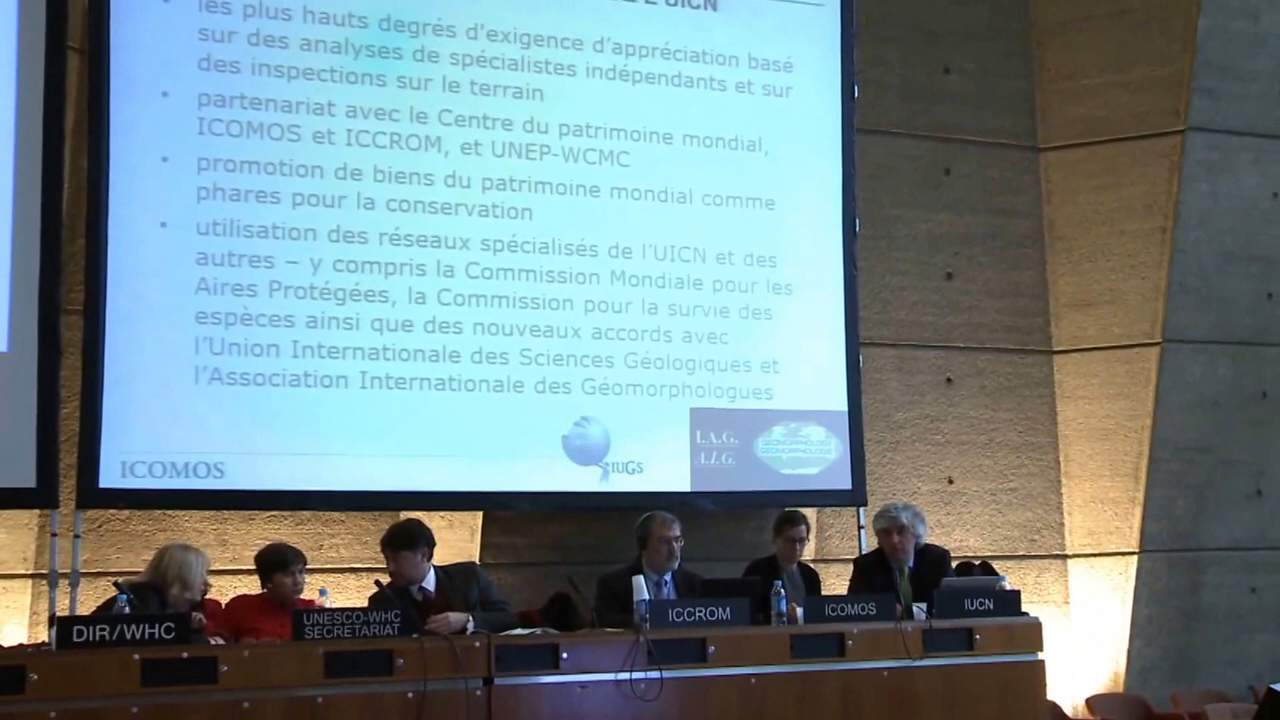 L'UICN
les plus hauts degrés d'exigence d'appréciation basé
sur des analyses de spécialistes indépendants et sur
des inspections sur le terrain
partenariat avec le Centre du patrimoine mondial,
ICOMOS et ICCROM, et UNEP-WCMC
promotion de biens du patrimoine mondial comme
phares pour la conservation
utilisation des réseaux spécialisés de l'UICN et des
autres – y compris la Commission Mondiale pour les
Aires Protégées, la Commission pour la survie des
espèces ainsi que des nouveaux accords avec
l'Union Internationale des Sciences Géologiques et
l'Association Internationale des Géomorphologues
ICOMOS
IUGS
I.A.G.
A.I.G.
GEOMORPHOLOGY
GEOMORPHOLOGIE
DIR/WHC
UNESCO-WHC
SECRETARIAT
ICCROM
ICOMOS
IUCN